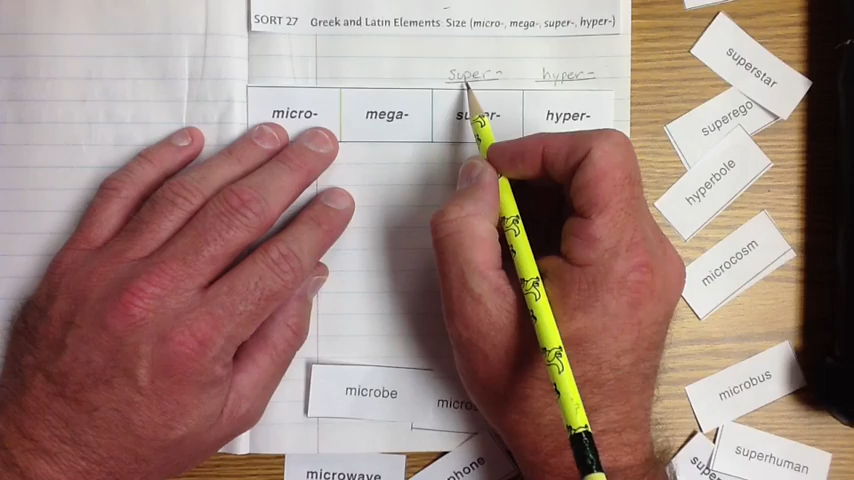 SORT 27 Greek and Latin Elements Size (micro-, mega-, super-, hyper-)
super- hyper-
micro- mega- hyper-
superstar
superego
hyperbole
microcosm
microbus
microbe
superhuman
microwave